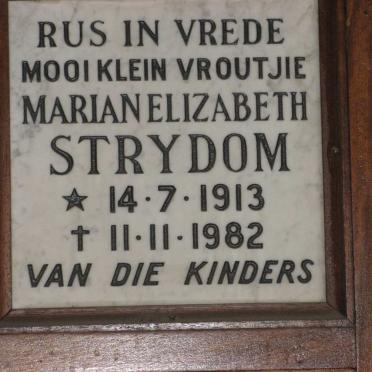 RUS IN VREDE
MOOI KLEIN VROUTJIE
MARIAN ELIZABETH
STRYDOM
★ 14·7·1913
† 11·11·1982
VAN DIE KINDERS